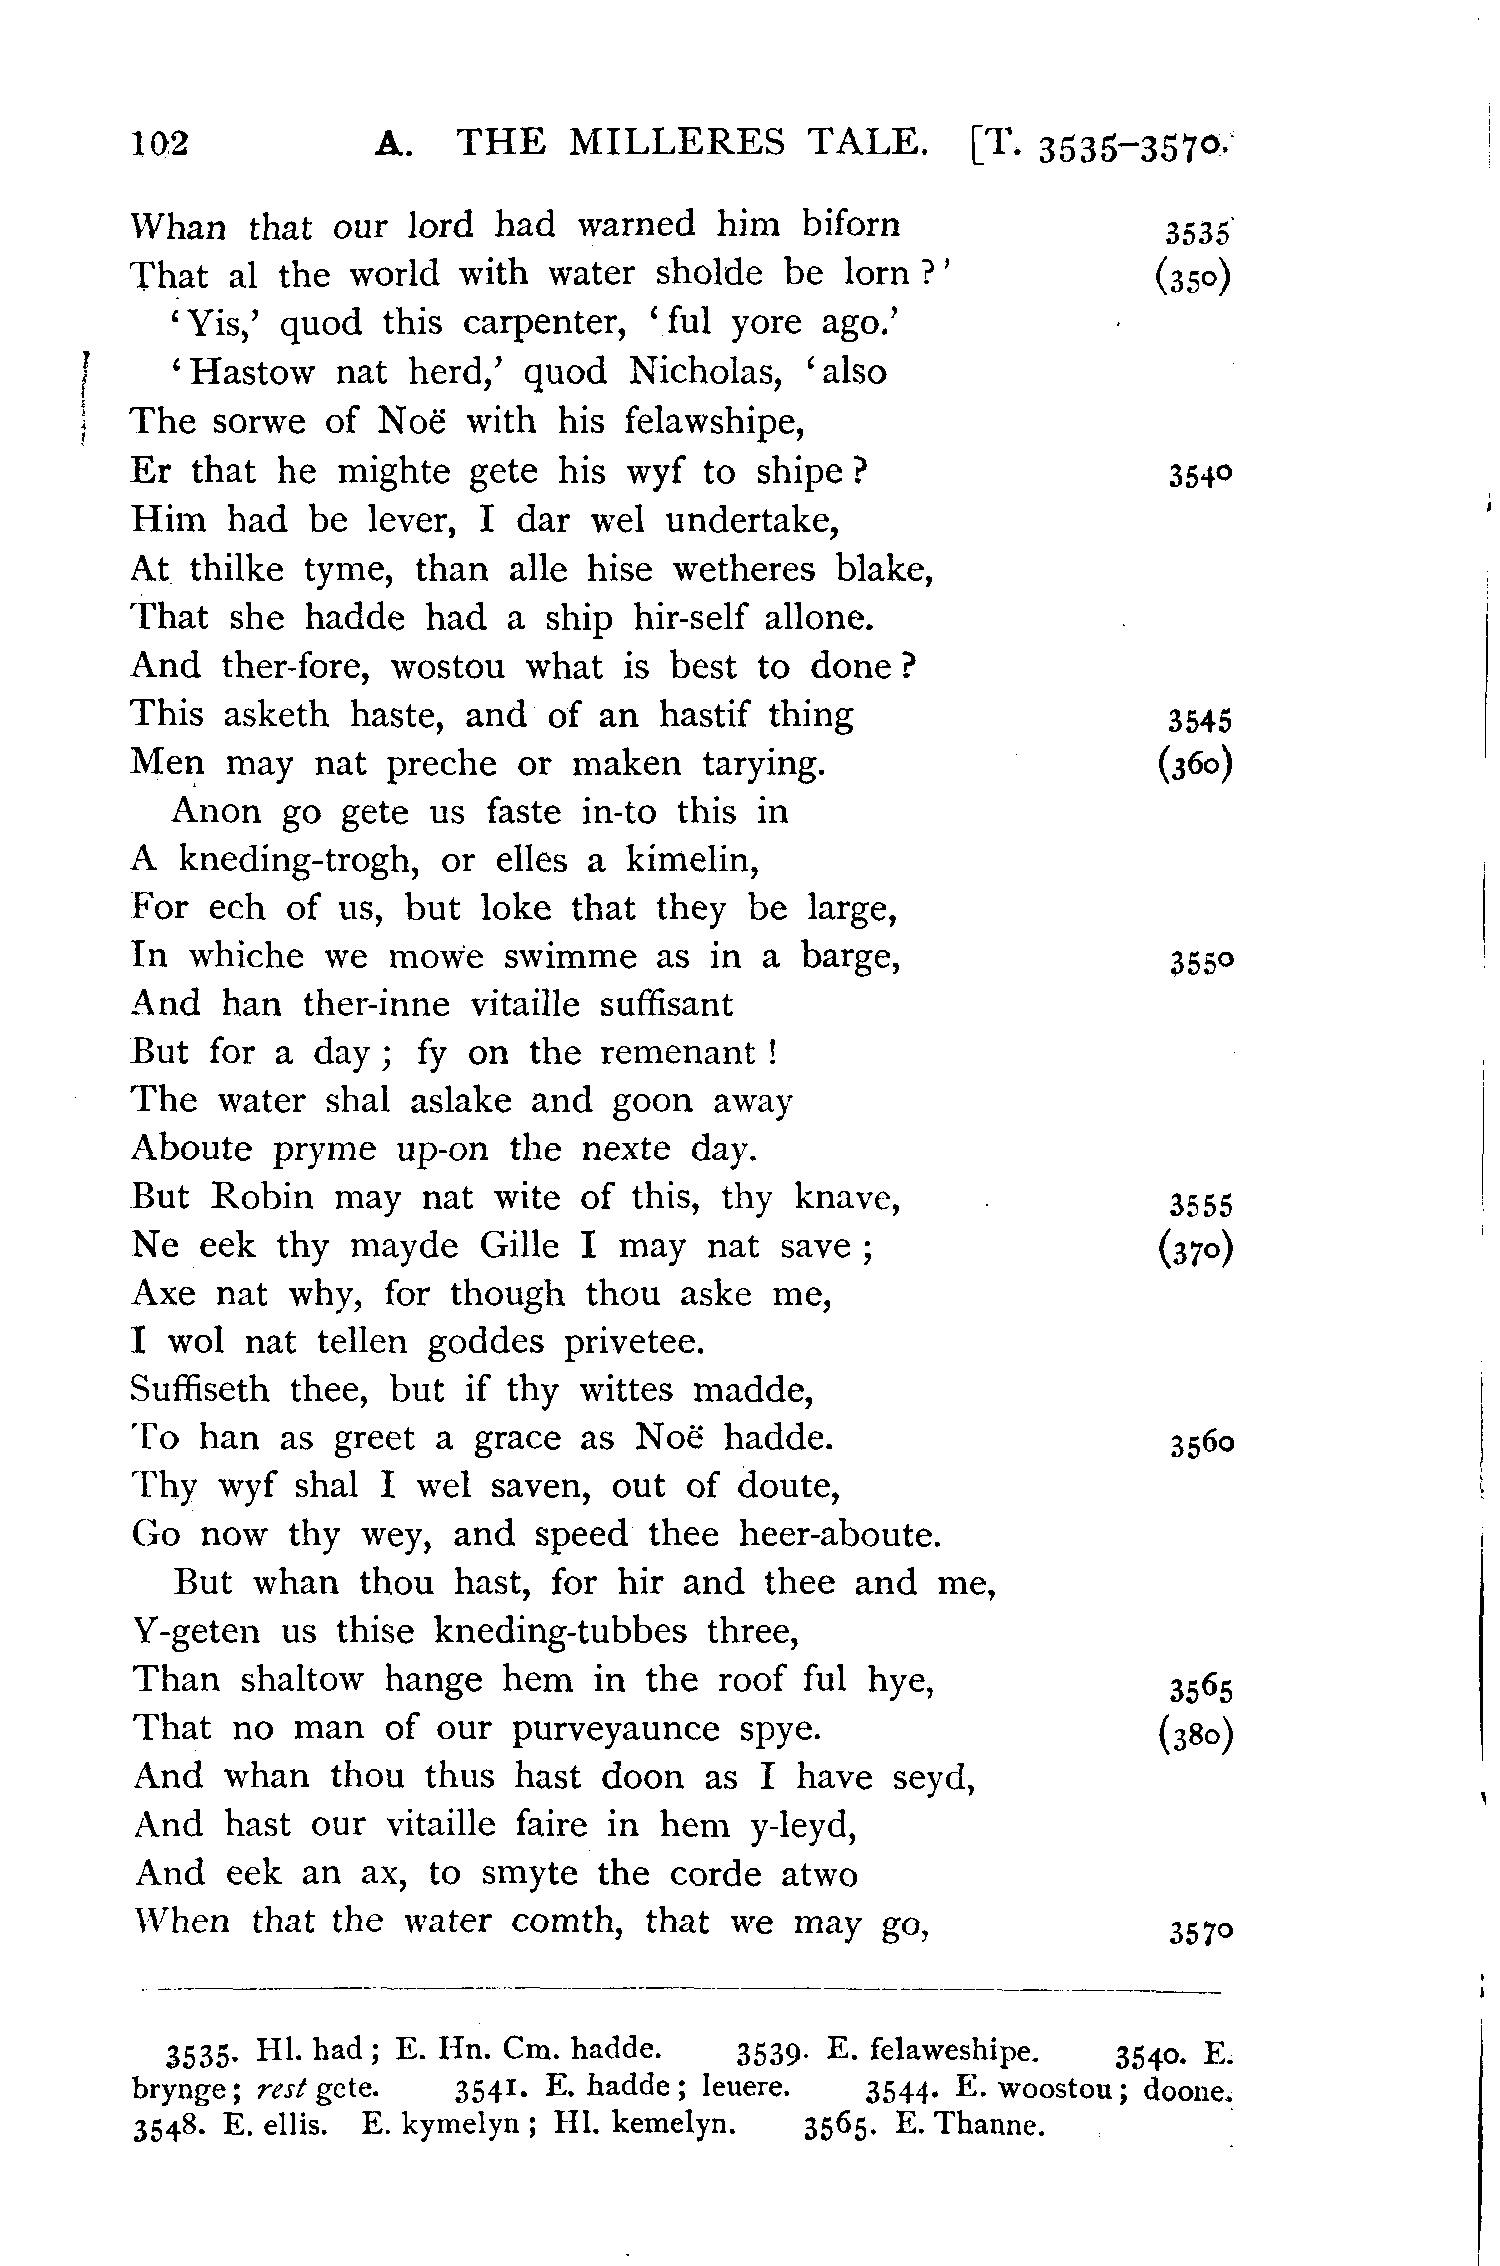 102 A. THE MILLERES TALE. [T. 3535-3570.
Whan that our lord had warned him biforn 3535
That al the world with water sholde be lorn ?’ (350)
‘Yis,’ quod this carpenter, ‘ful yore ago.’
‘Hastow nat herd,’ quod Nicholas, ‘also
The sorwe of Noë with his felawshipe,
Er that he mighte gete his wyf to shipe ? 3540
Him had be lever, I dar wel undertake,
At thilke tyme, than alle hise wetheres blake,
That she hadde had a ship hir-self allone.
And ther-fore, wostou what is best to done ?
This asketh haste, and of an hastif thing 3545
Men may nat preche or maken tarying. (360)
Anon go gete us faste in-to this in
A kneding-trogh, or elles a kimelin,
For ech of us, but loke that they be large,
In whiche we mowe swimme as in a barge, 3550
And han ther-inne vitaille suffisant
But for a day ; fy on the remenant !
The water shal aslake and goon away
Aboute pryme up-on the nexte day.
But Robin may nat wite of this, thy knave, 3555
Ne eek thy mayde Gille I may nat save ; (370)
Axe nat why, for though thou aske me,
I wol nat tellen goddes privetee.
Suffiseth thee, but if thy wittes madde,
To han as greet a grace as Noë hadde. 3560
Thy wyf shal I wel saven, out of doute,
Go now thy wey, and speed thee heer-aboute.
But whan thou hast, for hir and thee and me,
Y-geten us thise kneding-tubbes three,
Than shaltow hange hem in the roof ful hye, 3565
That no man of our purveyaunce spye. (380)
And whan thou thus hast doon as I have seyd,
And hast our vitaille faire in hem y-leyd,
And eek an ax, to smyte the corde atwo
When that the water comth, that we may go, 3570
3535. Hl. had ; E. Hn. Cm. hadde. 3539. E. felaweshipe. 3540. E.
brynge ; rest gete. 3541. E. hadde ; leuere. 3544. E. woostou ; doone.
3548. E. ellis. E. kymelyn ; Hl. kemelyn. 3565. E. Thanne.